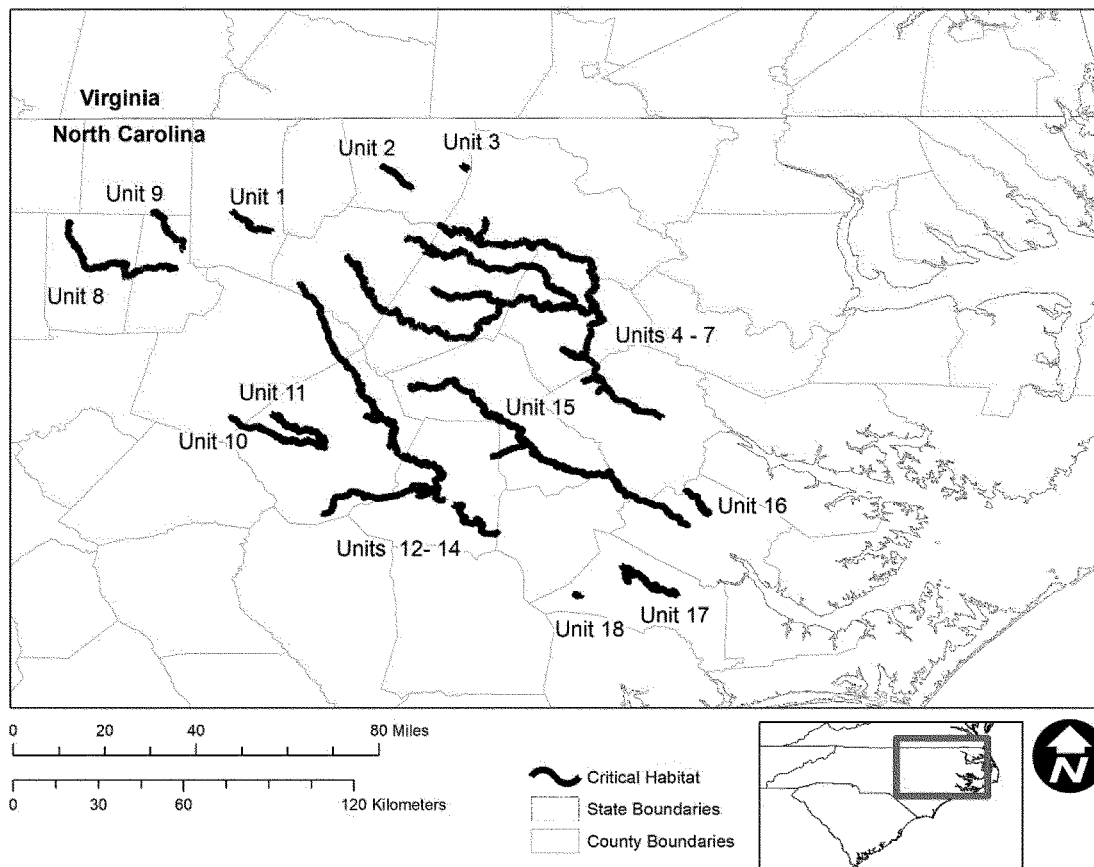 Virginia
North Carolina
Unit 2
Unit 3
Unit 9
Unit 1
Unit 8
Units 4 - 7
Unit 11
Unit 15
Unit 10
Unit 16
Units 12- 14
Unit 18
Unit 17
0 20 40 80 Miles
0 30 60 120 Kilometers
Critical Habitat
State Boundaries
County Boundaries
N